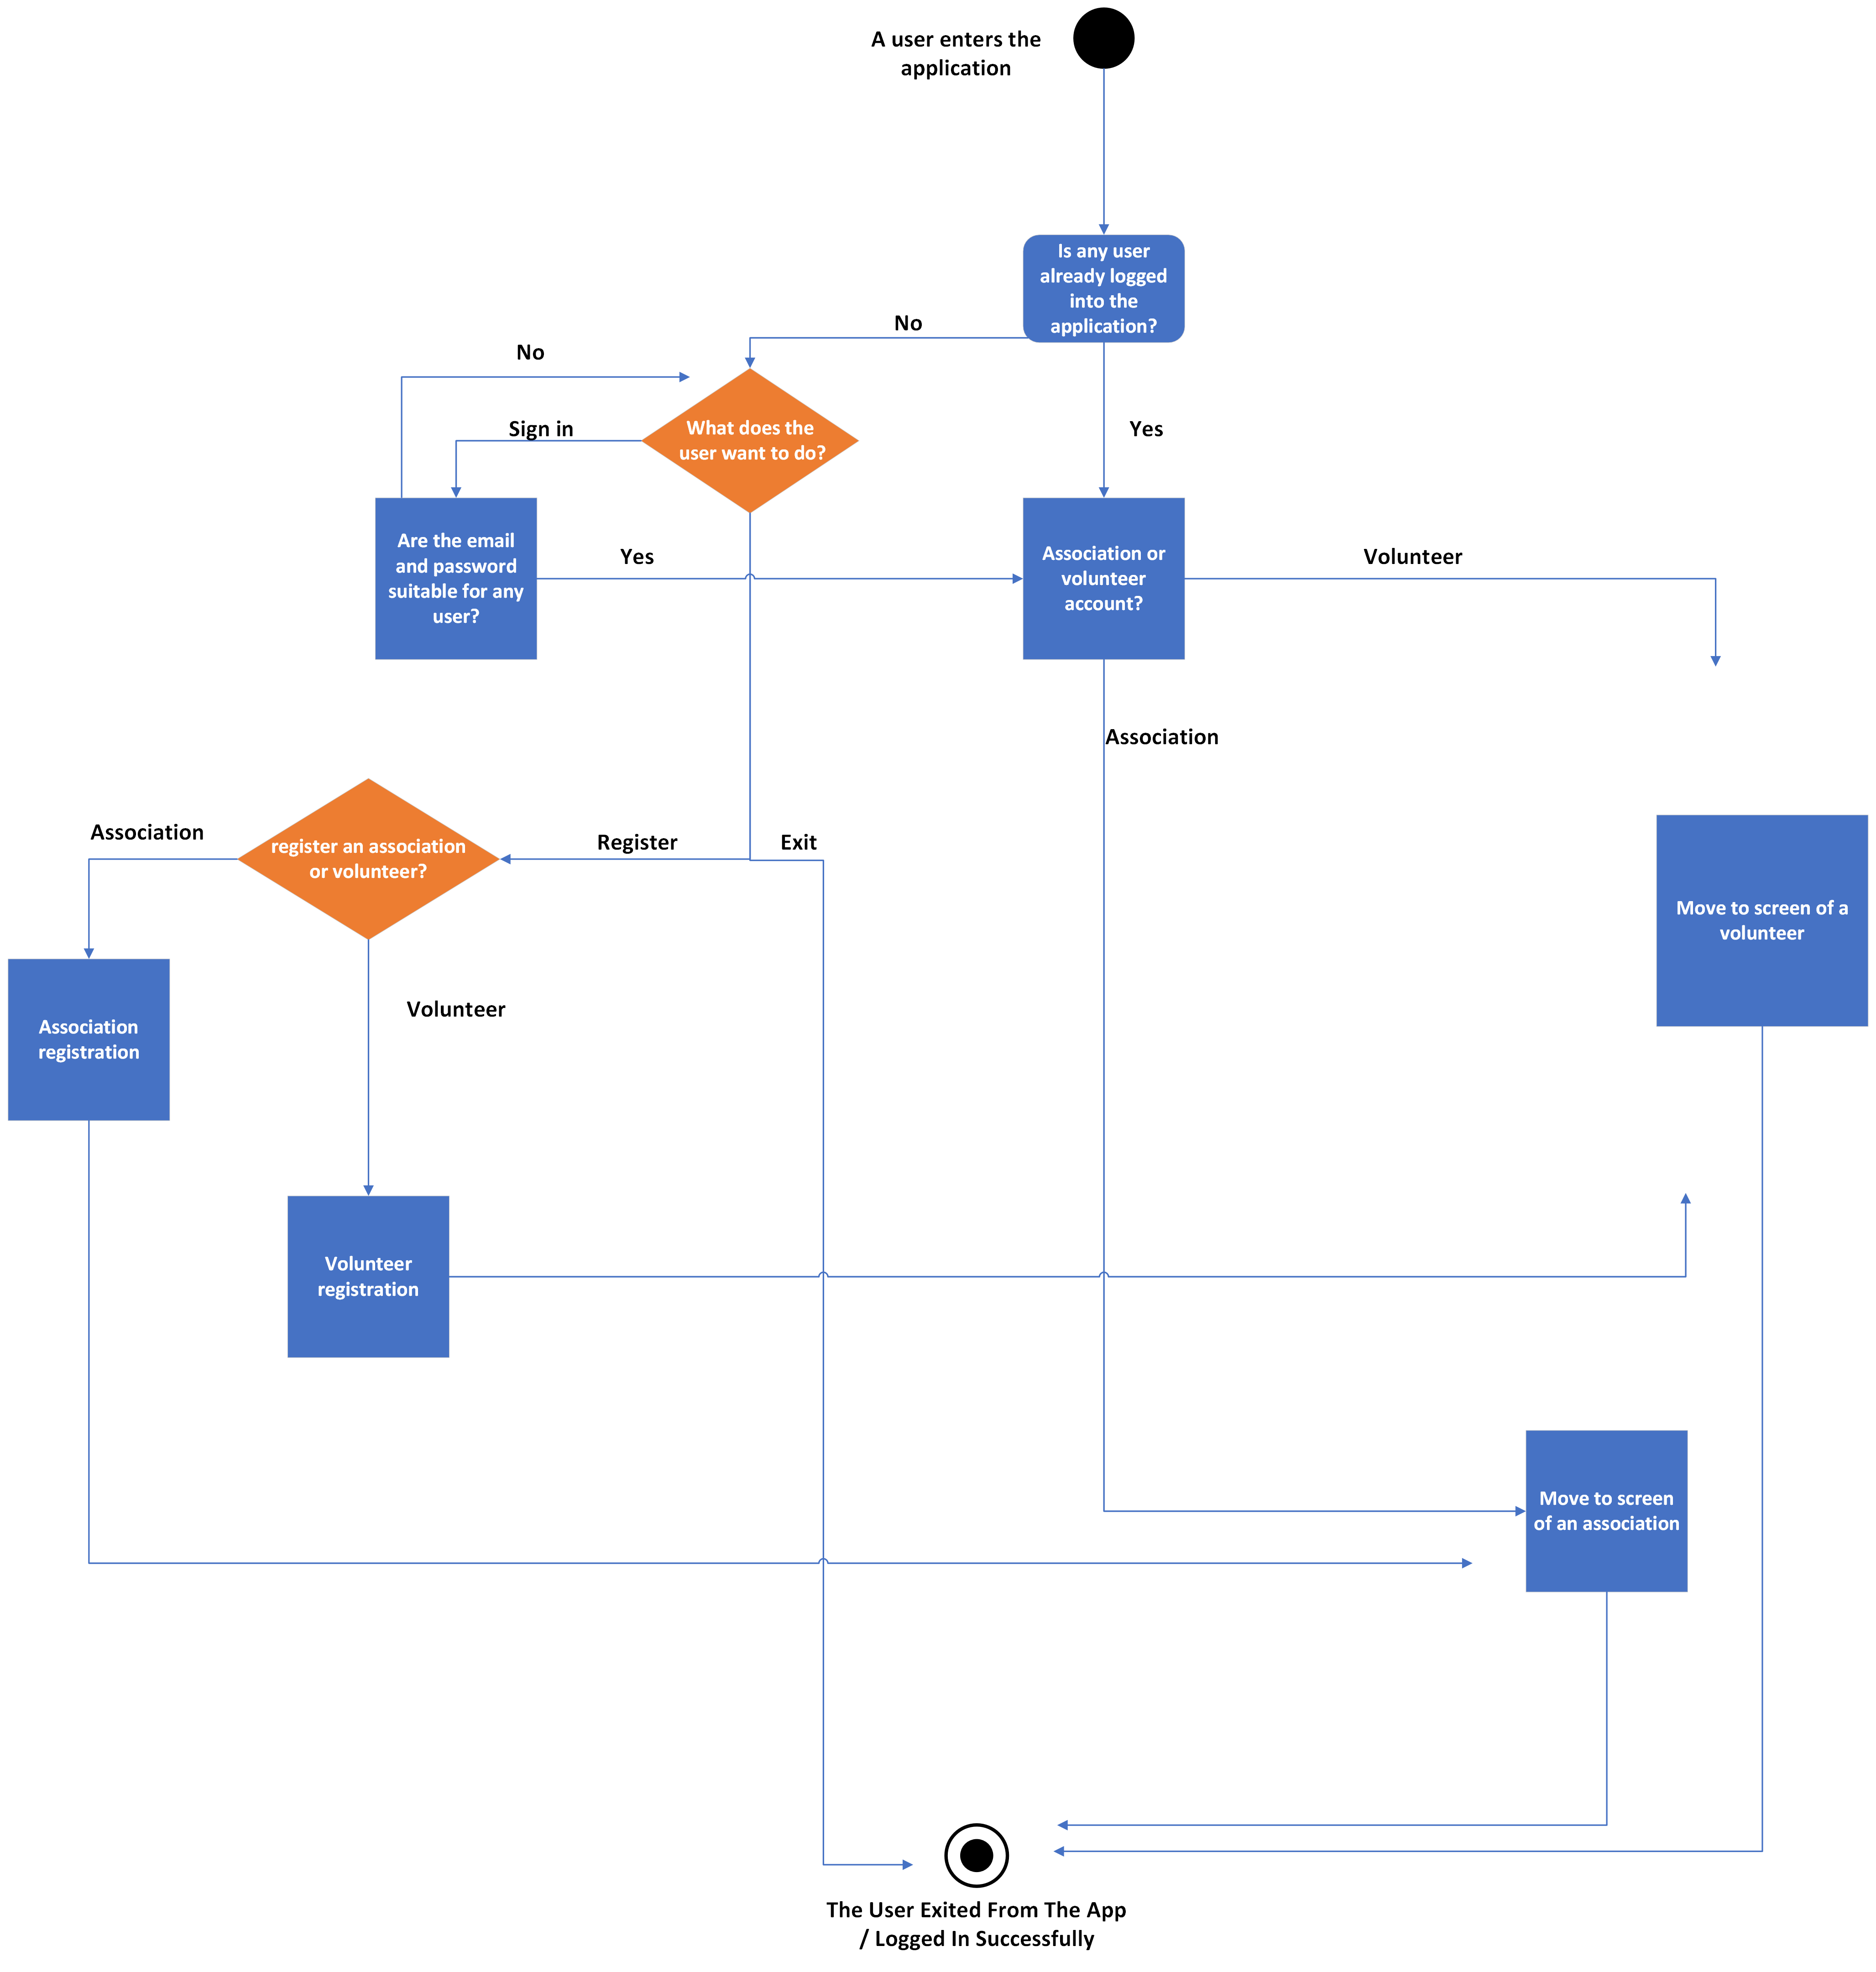 A user enters the
application
Is any user
already logged
into the
application?
No
No
What does the
user want to do?
Sign in
Yes
Are the email
and password
suitable for any
user?
Yes
Association or
volunteer
account?
Volunteer
Association
register an association
or volunteer?
Association
Register
Exit
Move to screen of a
volunteer
Volunteer
Association
registration
Volunteer
registration
Move to screen
of an association
The User Exited From The App
/ Logged In Successfully